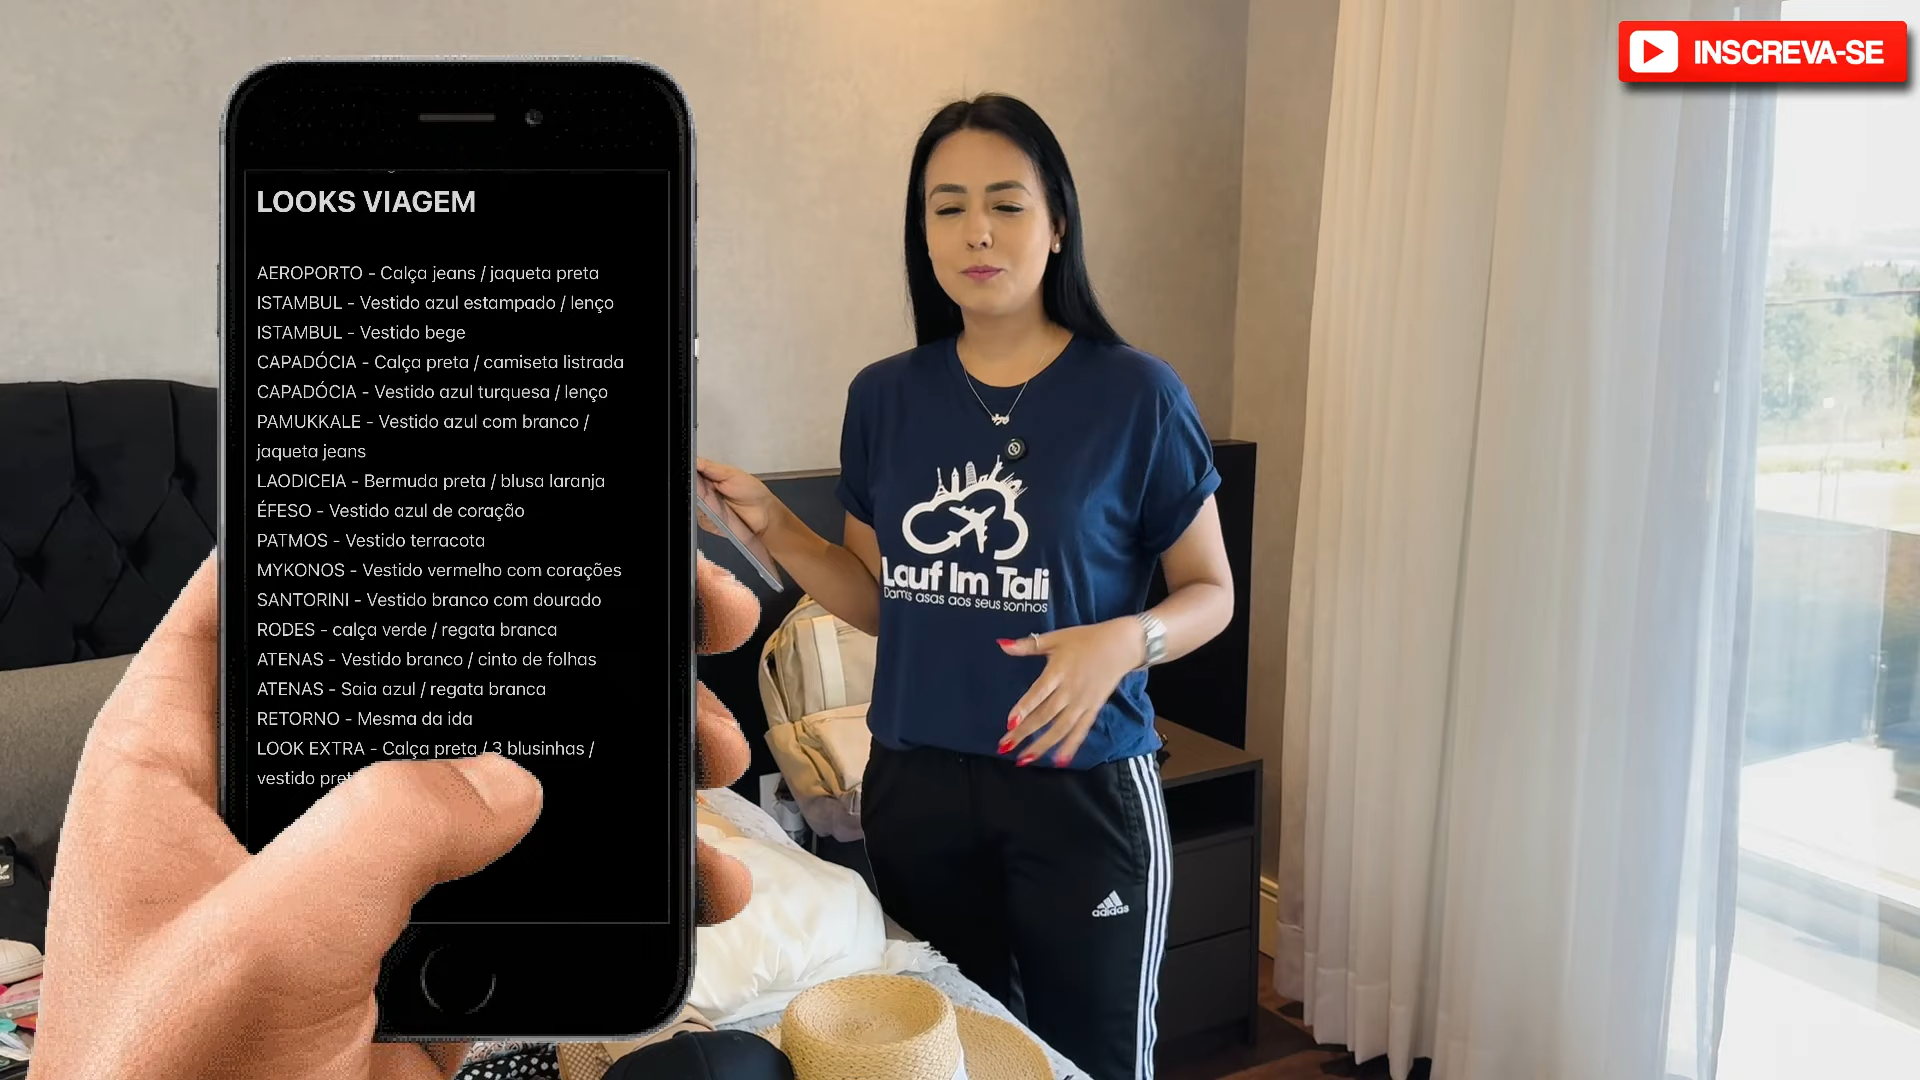 INSCREVA-SE
LOOKS VIAGEM
AEROPORTO - Calça jeans / jaqueta preta
ISTAMBUL - Vestido azul estampado / lenço
ISTAMBUL - Vestido bege
CAPADÓCIA - Calça preta / camiseta listrada
CAPADÓCIA - Vestido azul turquesa / lenço
PAMUKKALE - Vestido azul com branco /
jaqueta jeans
LAODICEIA - Bermuda preta / blusa laranja
ÉFESO - Vestido azul de coração
PATMOS - Vestido terracota
MYKONOS - Vestido vermelho com corações
SANTORINI - Vestido branco com dourado
RODES - calça verde / regata branca
ATENAS - Vestido branco / cinto de folhas
ATENAS - Saia azul / regata branca
RETORNO - Mesma da ida
LOOK EXTRA - Calça preta / 3 blusinhas /
vestido
Lauf Im Tali
asas aos seus sonhos
adidas